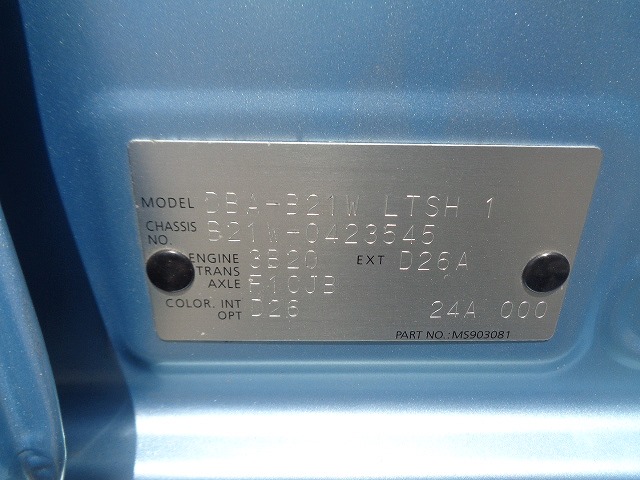 MODEL DBA-B21W LTSH 1
CHASSIS NO. B21W-0423545
ENGINE 3B20 EXT D26A
TRANS AXLE F1CJB
COLOR. INT OPT D26 24A 000
PART NO.:MS903081